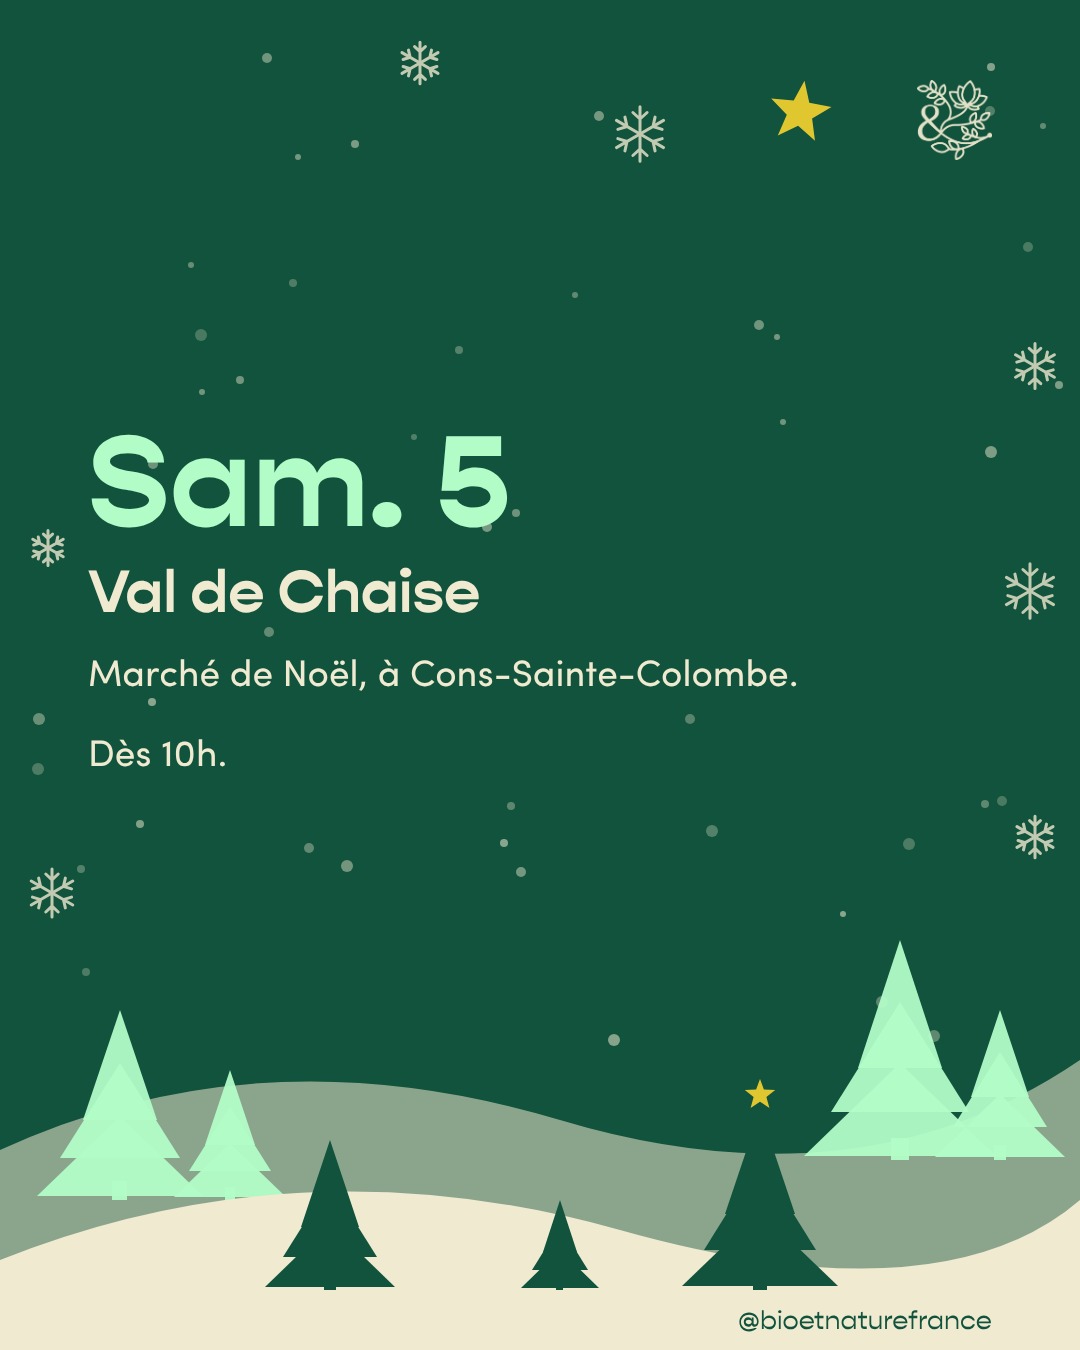 &
Sam. 5
Val de Chaise
Marché de Noël, à Cons-Sainte-Colombe.
Dès 10h.
@bioetnaturefrance